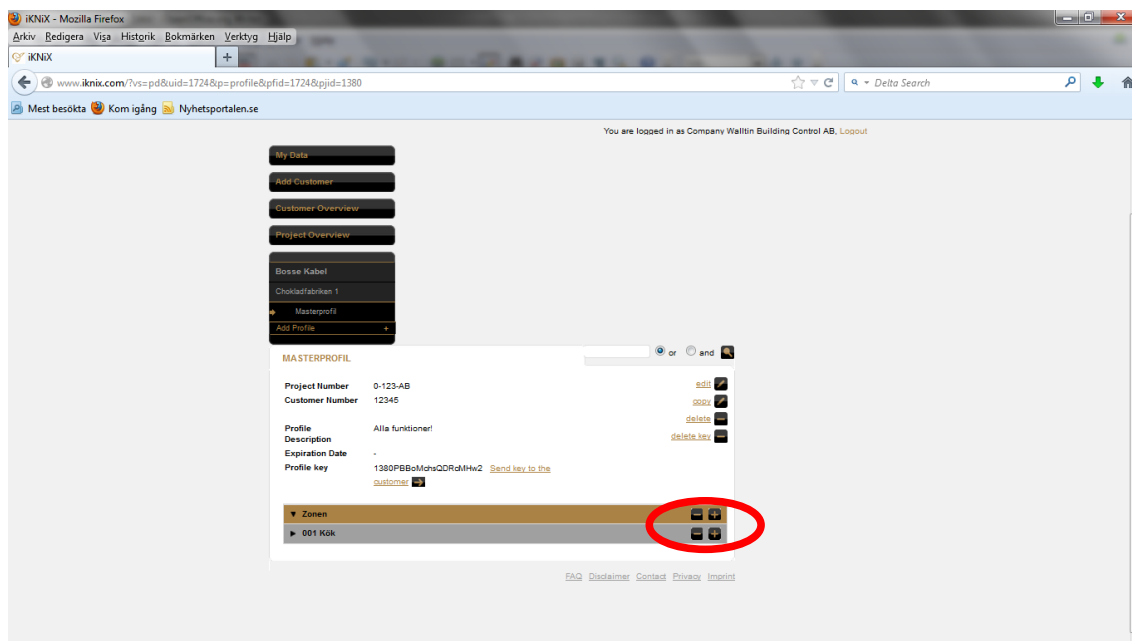 iKNiX - Mozilla Firefox
Arkiv Redigera Visa Historik Bokmärken Verktyg Hjälp
iKNiX
www.iknix.com/?vs=pd&uid=1724&p=profile&pfid=1724&pjid=1380
Delta Search
Mest besökta Kom igång Nyhetsportalen.se
You are logged in as Company Walltin Building Control AB, Logout
My Data
Add Customer
Customer Overview
Project Overview
Bosse Kabel
Chokladfabriken 1
Masterprofil
Add Profile +
MASTERPROFIL
or and
Project Number 0-123-AB edit
Customer Number 12345 copy
delete
Profile Description Alla funktioner! delete key
Expiration Date -
Profile key 1380PBBoMchsQDRcMHw2 Send key to the
customer
Zonen
001 Kök
FAQ Disclaimer Contact Privacy Imprint